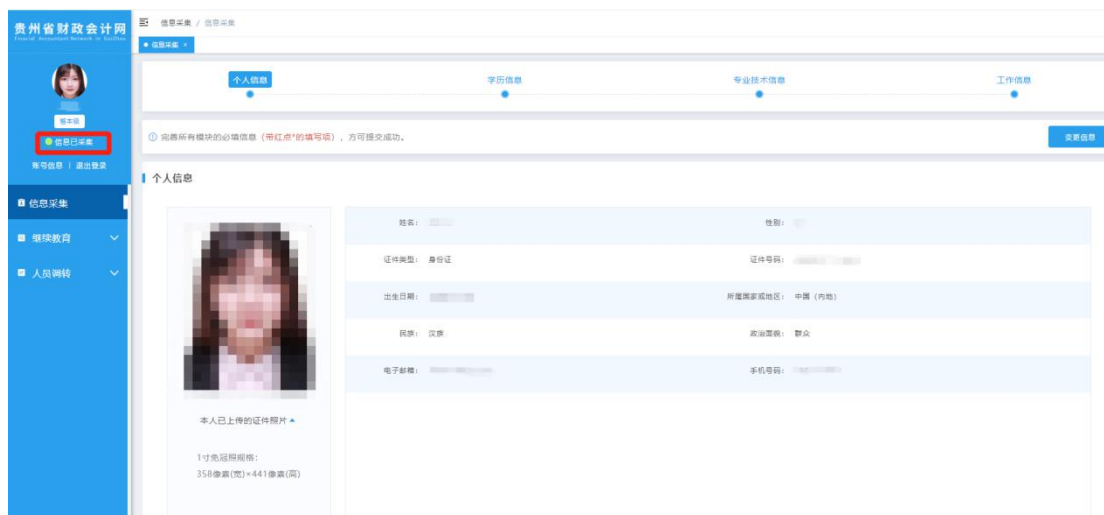 贵州省财政会计网
信息采集 / 信息采集
信息采集 ×
信息已采集
账号信息 | 退出登录
信息采集
继续教育
人员调转
个人信息
学历信息
专业技术信息
工作信息
完善所有模块的必填信息（带红点*的填写项），方可提交成功。
变更信息
个人信息
姓名：
性别：
证件类型： 身份证
证件号码：
出生日期：
所属国家或地区： 中国（内地）
民族： 汉族
政治面貌： 群众
电子邮箱：
手机号码：
本人已上传的证件照片
1寸免冠照规格：
358像素(宽)×441像素(高)